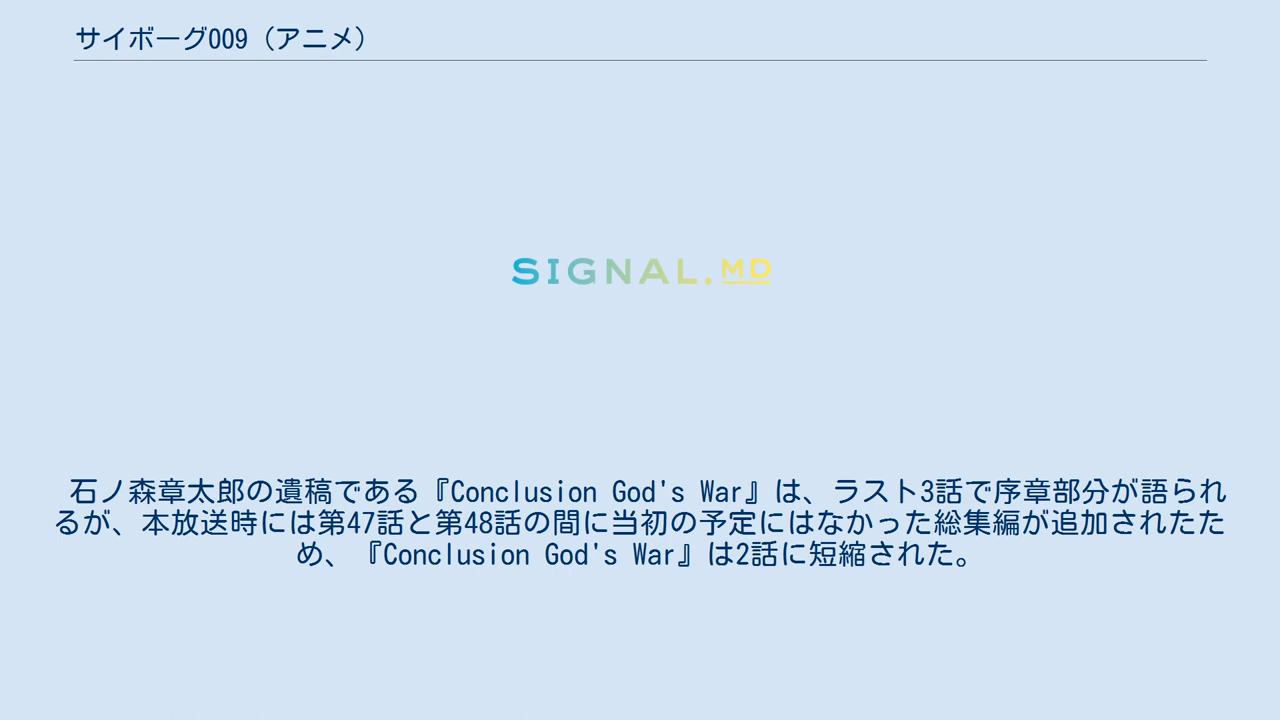 サイボーグ009（アニメ）
SIGNAL.MD
石ノ森章太郎の遺稿である『Conclusion God's War』は、ラスト3話で序章部分が語られ
るが、本放送時には第47話と第48話の間に当初の予定にはなかった総集編が追加されたた
め、『Conclusion God's War』は2話に短縮された。